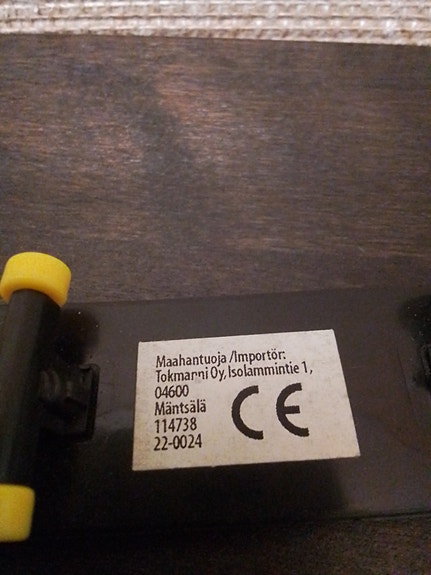 Maahantuoja /Importör:
Tokmanni Oy, Isolammintie 1,
04600
Mäntsälä
114738
22-0024
CE